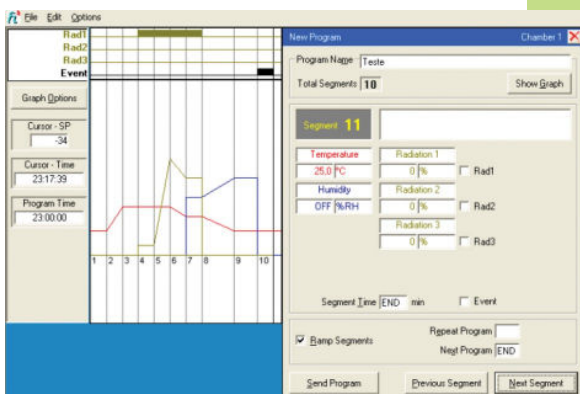 File Edit Options
Rad1
Rad2
Rad3
Event
Graph Options
Cursor - SP
-34
Cursor - Time
23:17:39
Program Time
23:00:00
1 2 3 4 5 6 7 8 9 10
New Program Chamber 1
Program Name Teste
Total Segments 10 Show Graph
Segment 11
Temperature Radiation 1
25,0 °C 0 % Rad1
Humidity Radiation 2
OFF %RH 0 % Rad2
Radiation 3
0 % Rad3
Segment Time END min Event
Ramp Segments Repeat Program
Next Program END
Send Program Previous Segment Next Segment